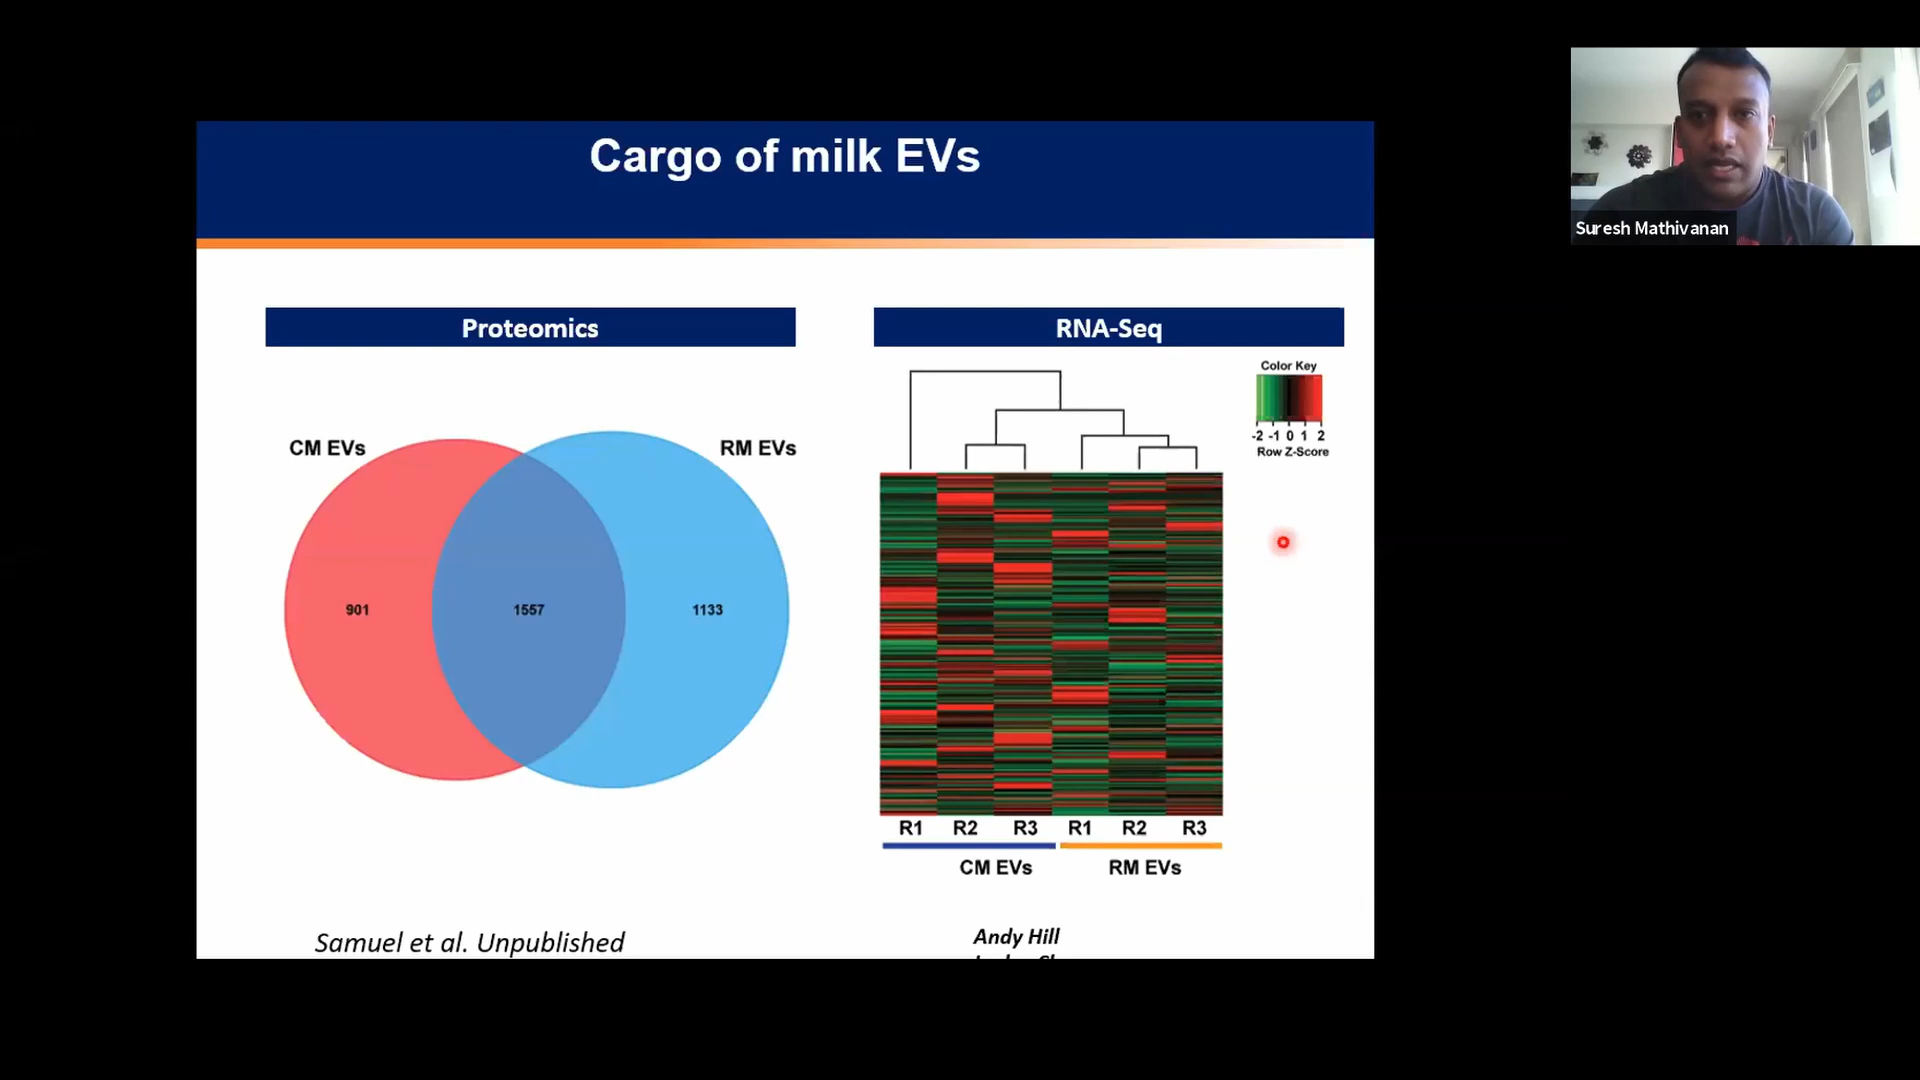 Cargo of milk EVs
Suresh Mathivanan
Proteomics
CM EVs
RM EVs
901
1557
1133
Samuel et al. Unpublished
RNA-Seq
Color Key
-2 -1 0 1 2
Row Z-Score
R1 R2 R3 R1 R2 R3
CM EVs RM EVs
Andy Hill